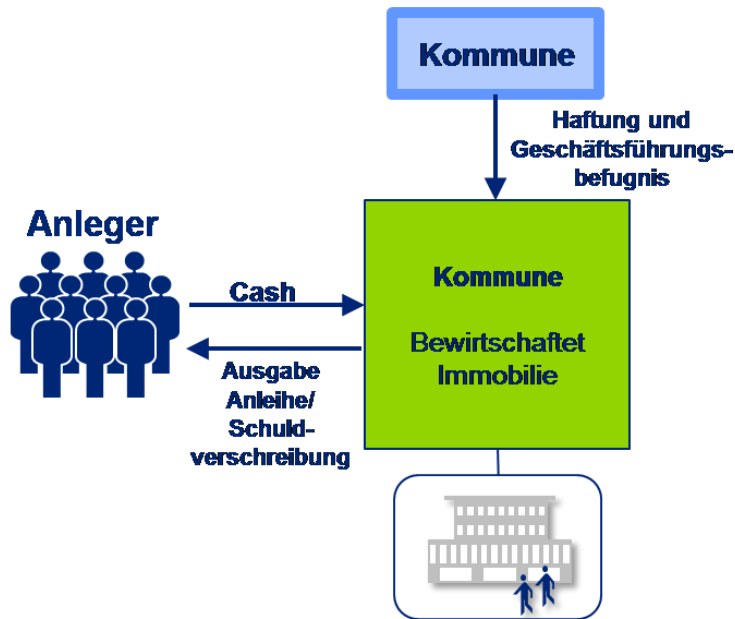 Kommune
Haftung und
Geschäftsführungs-
befugnis
Anleger
Cash
Kommune
Bewirtschaftet
Immobilie
Ausgabe
Anleihe/
Schuld-
verschreibung